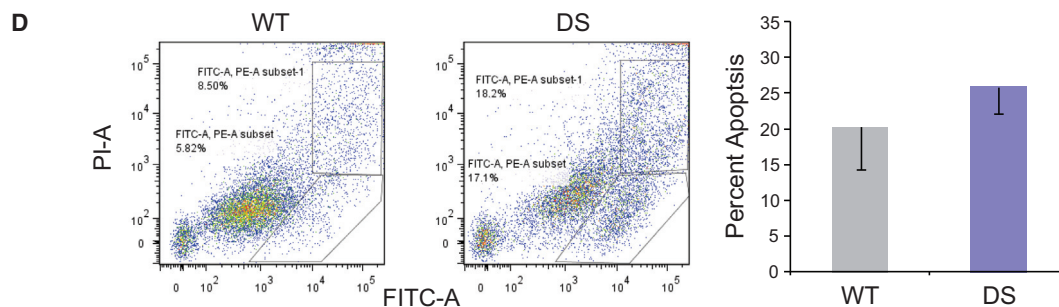 D
WT
DS
PI-A
10^5
10^4
10^3
10^2
0
FITC-A, PE-A subset-1
8.50%
FITC-A, PE-A subset
5.82%
0 10^2 10^3 10^4 10^5
10^5
10^4
10^3
10^2
0
FITC-A, PE-A subset-1
18.2%
FITC-A, PE-A subset
17.1%
0 10^2 10^3 10^4 10^5
FITC-A
Percent Apoptsis
35
30
25
20
15
10
5
0
WT DS